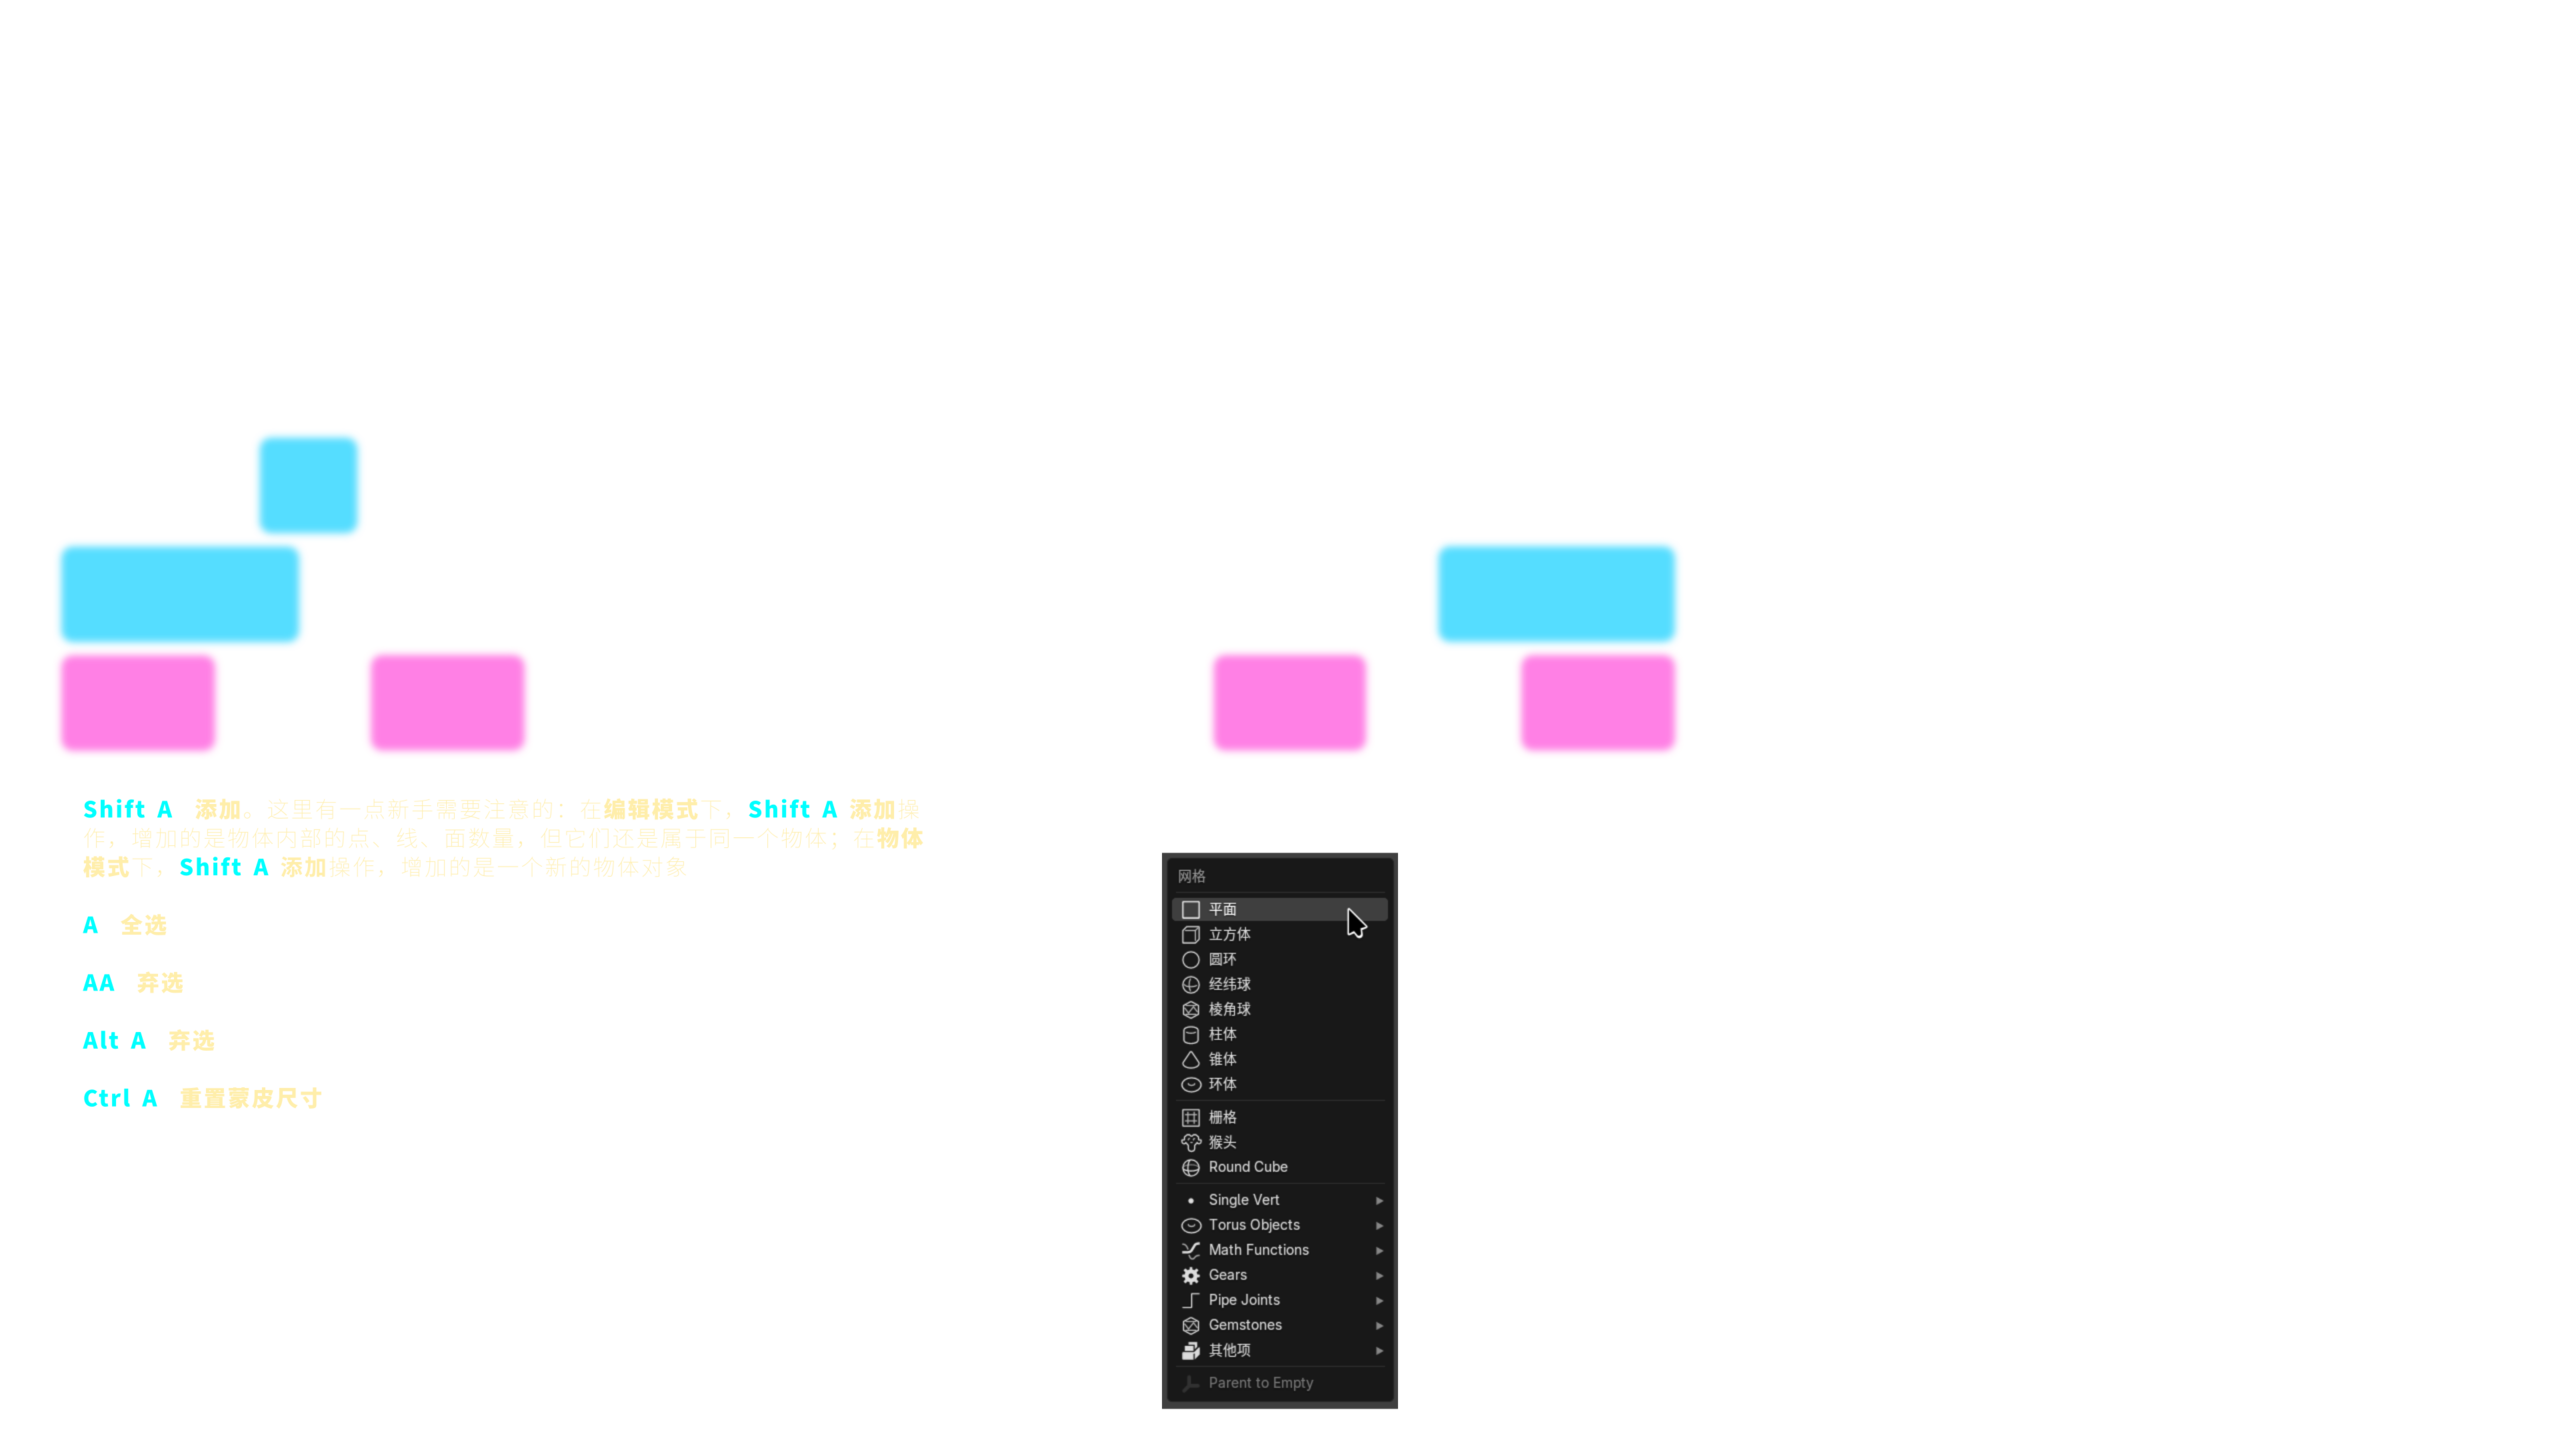 Shift A 添加。这里有一点新手需要注意的：在编辑模式下，Shift A 添加操
作，增加的是物体内部的点、线、面数量，但它们还是属于同一个物体；在物体
模式下，Shift A 添加操作，增加的是一个新的物体对象
A 全选
AA 弃选
Alt A 弃选
Ctrl A 重置蒙皮尺寸
网格
平面
立方体
圆环
经纬球
棱角球
柱体
锥体
环体
栅格
猴头
Round Cube
Single Vert
Torus Objects
Math Functions
Gears
Pipe Joints
Gemstones
其他项
Parent to Empty